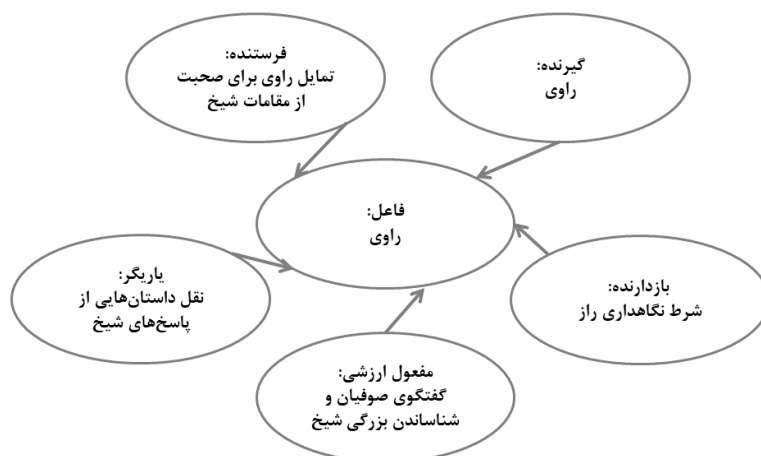 گیرنده:
راوی
فرستنده:
تمایل راوی برای صحبت
از مقامات شیخ
فاعل:
راوی
بازدارنده:
شرط نگاهداری راز
یاریگر:
نقل داستان‌هایی از
پاسخ‌های شیخ
مفعول ارزشی:
گفتگوی صوفیان و
شناساندن بزرگی شیخ